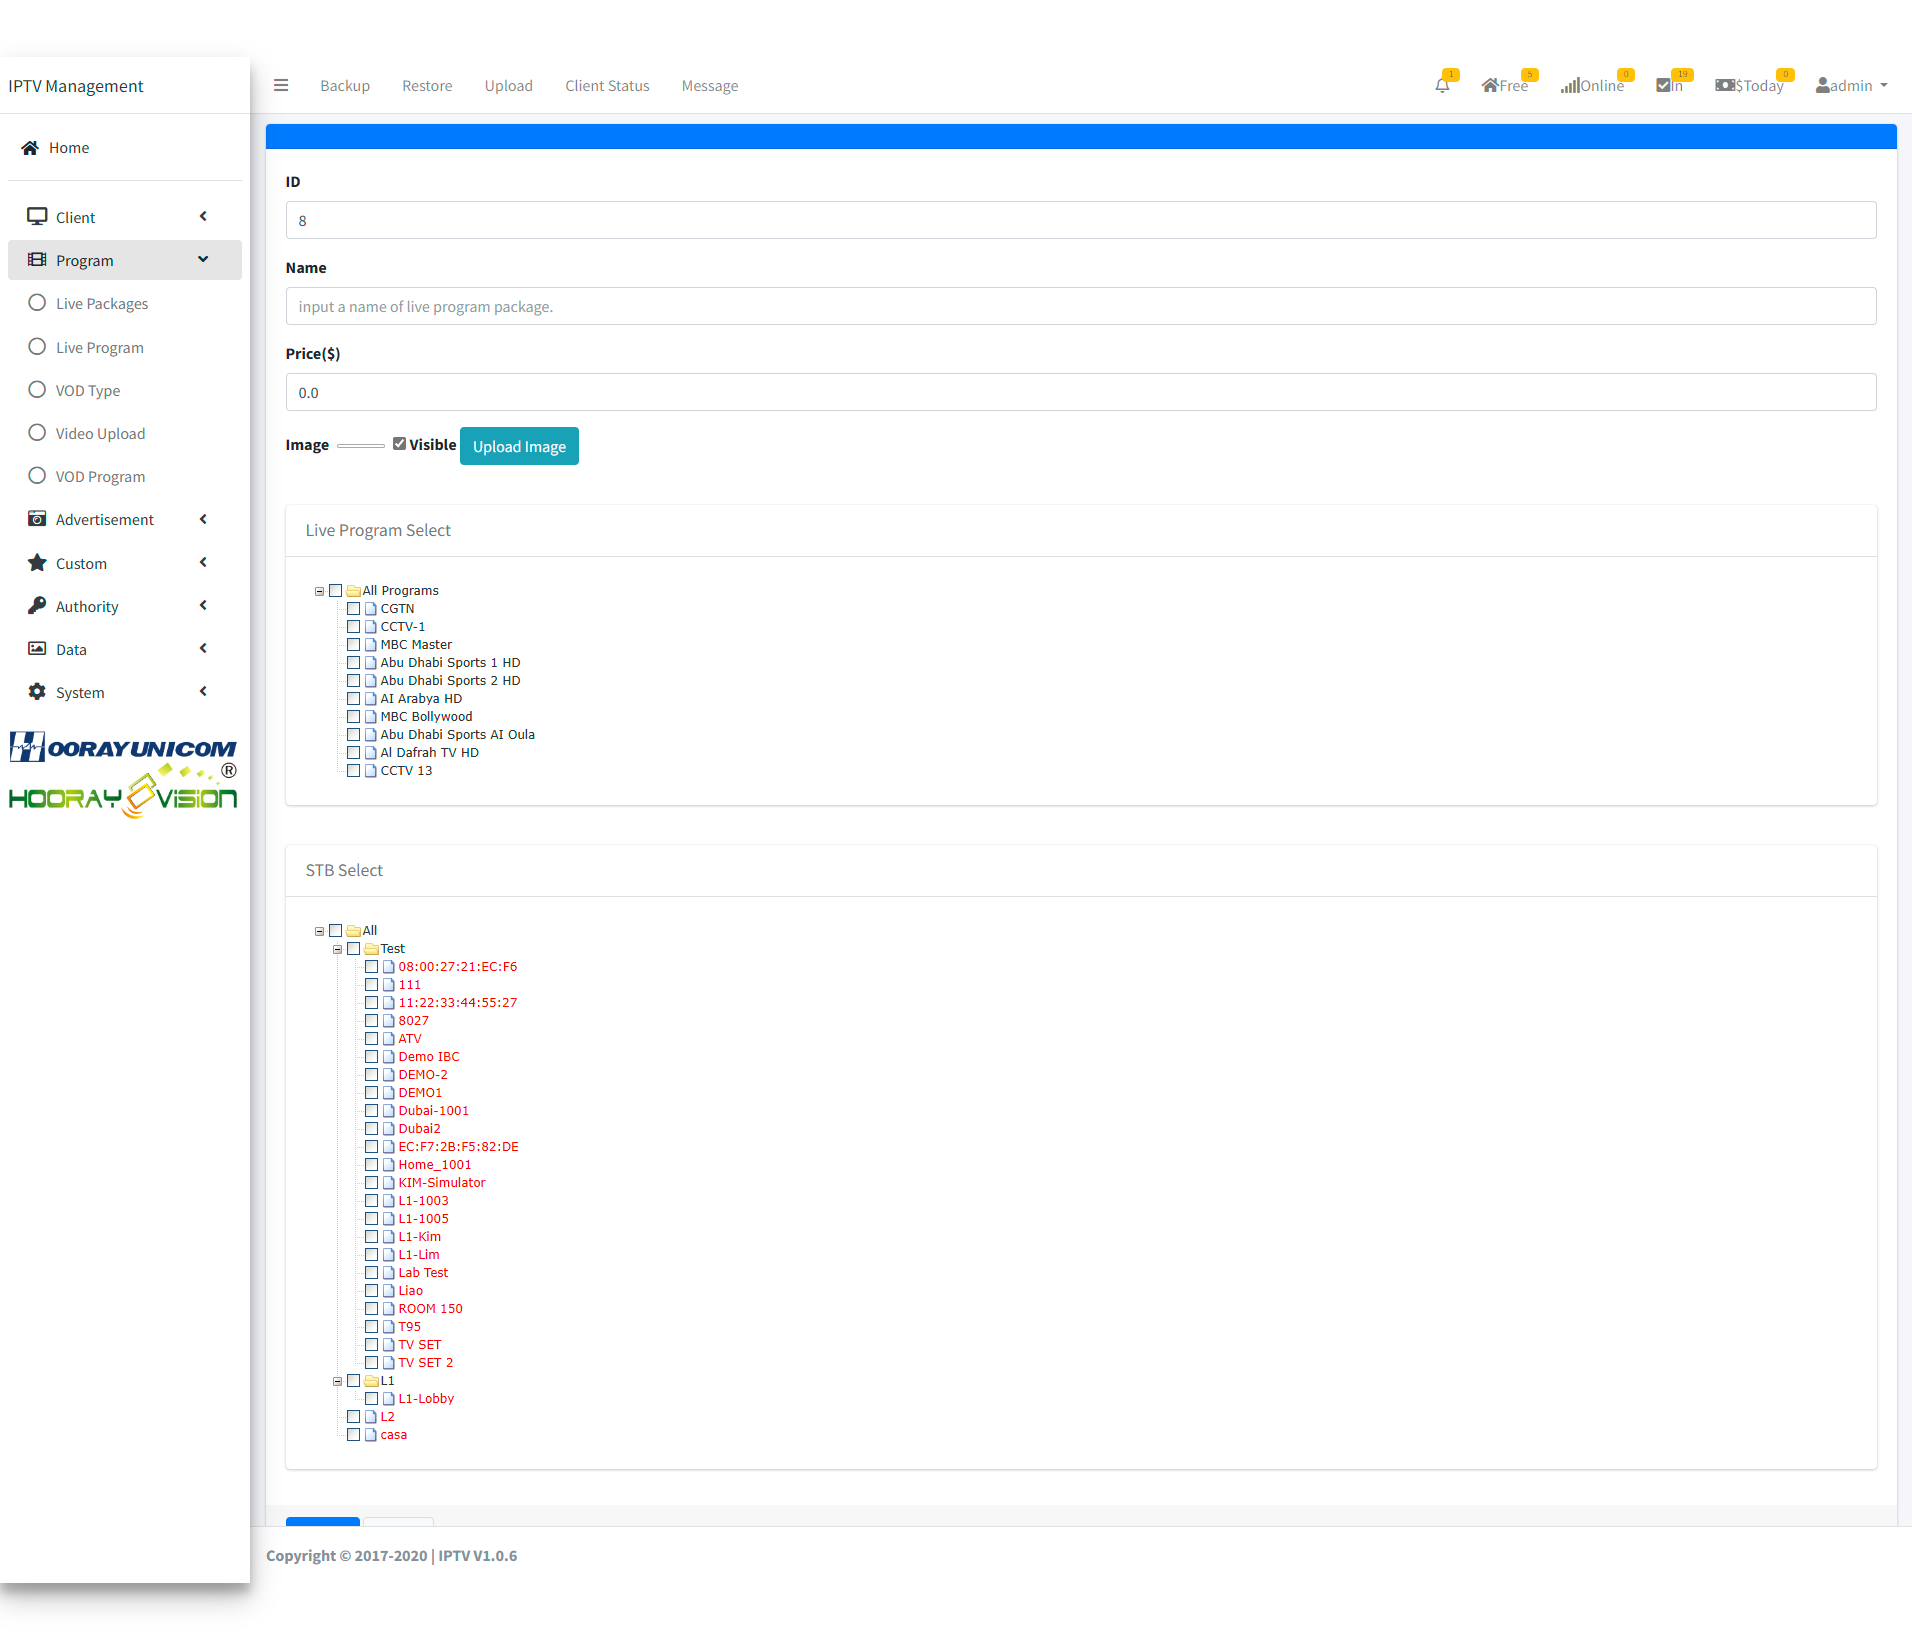 IPTV Management
Backup Restore Upload Client Status Message
1 5 0 19 0
Free Online In $Today admin
Home
Client
Program
Live Packages
Live Program
VOD Type
Video Upload
VOD Program
Advertisement
Custom
Authority
Data
System
HOORAYUNICOM
HOORAY ViSiON ®
ID
8
Name
input a name of live program package.
Price($)
0.0
Image Visible Upload Image
Live Program Select
All Programs
CGTN
CCTV-1
MBC Master
Abu Dhabi Sports 1 HD
Abu Dhabi Sports 2 HD
AI Arabya HD
MBC Bollywood
Abu Dhabi Sports AI Oula
Al Dafrah TV HD
CCTV 13
STB Select
All
Test
08:00:27:21:EC:F6
111
11:22:33:44:55:27
8027
ATV
Demo IBC
DEMO-2
DEMO1
Dubai-1001
Dubai2
EC:F7:2B:F5:82:DE
Home_1001
KIM-Simulator
L1-1003
L1-1005
L1-Kim
L1-Lim
Lab Test
Liao
ROOM 150
T95
TV SET
TV SET 2
L1
L1-Lobby
L2
casa
Copyright © 2017-2020 | IPTV V1.0.6